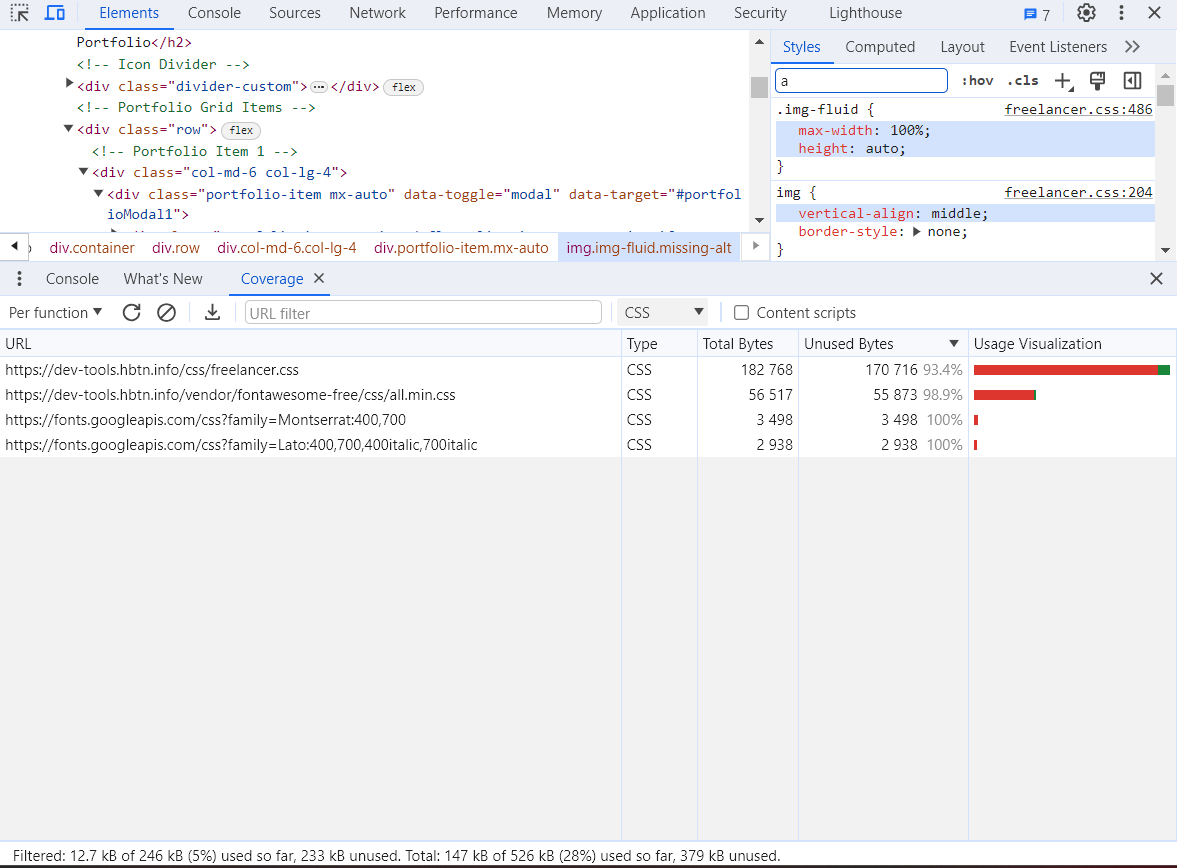 Elements Console Sources Network Performance Memory Application Security Lighthouse 7
Portfolio</h2>
<!-- Icon Divider -->
<div class="divider-custom"> ⋯ </div> flex
<!-- Portfolio Grid Items -->
<div class="row"> flex
<!-- Portfolio Item 1 -->
<div class="col-md-6 col-lg-4">
<div class="portfolio-item mx-auto" data-toggle="modal" data-target="#portfol
ioModal1">
div.container div.row div.col-md-6.col-lg-4 div.portfolio-item.mx-auto img.img-fluid.missing-alt
Styles Computed Layout Event Listeners
a :hov .cls
.img-fluid { freelancer.css:486
max-width: 100%;
height: auto;
}
img { freelancer.css:204
vertical-align: middle;
border-style: none;
}
Console What's New Coverage
Per function URL filter CSS Content scripts
URL Type Total Bytes Unused Bytes Usage Visualization
https://dev-tools.hbtn.info/css/freelancer.css CSS 182 768 170 716 93.4%
https://dev-tools.hbtn.info/vendor/fontawesome-free/css/all.min.css CSS 56 517 55 873 98.9%
https://fonts.googleapis.com/css?family=Montserrat:400,700 CSS 3 498 3 498 100%
https://fonts.googleapis.com/css?family=Lato:400,700,400italic,700italic CSS 2 938 2 938 100%
Filtered: 12.7 kB of 246 kB (5%) used so far, 233 kB unused. Total: 147 kB of 526 kB (28%) used so far, 379 kB unused.